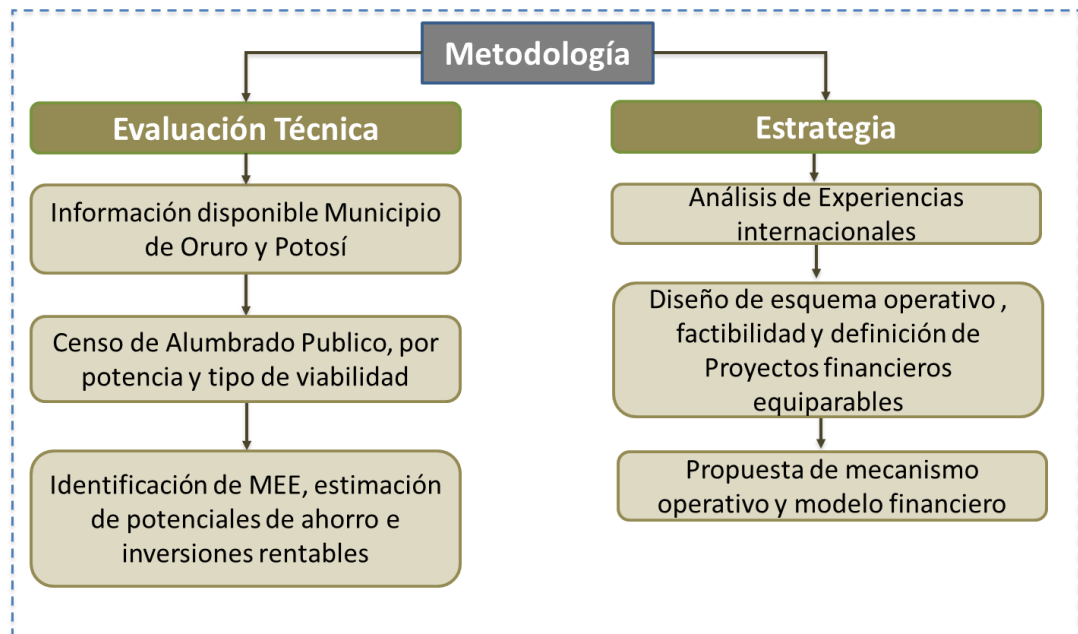 Metodología
Evaluación Técnica
Información disponible Municipio
de Oruro y Potosí
Censo de Alumbrado Publico, por
potencia y tipo de viabilidad
Identificación de MEE, estimación
de potenciales de ahorro e
inversiones rentables
Estrategia
Análisis de Experiencias
internacionales
Diseño de esquema operativo ,
factibilidad y definición de
Proyectos financieros
equiparables
Propuesta de mecanismo
operativo y modelo financiero